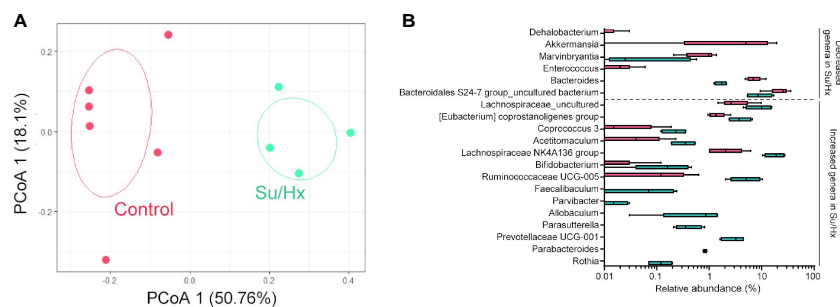 A
PCoA 1 (18.1%)
0.2
0.0
-0.2
Control
Su/Hx
-0.2
0.0
0.2
0.4
PCoA 1 (50.76%)
B
Dehalobacterium
Akkermansia
Marvinbryantia
Enterococcus
Bacteroides
Bacteroidales S24-7 group_uncultured bacterium
Lachnospiraceae_uncultured
[Eubacterium] coprostanoligenes group
Coprococcus 3
Acetitomaculum
Lachnospiraceae NK4A136 group
Bifidobacterium
Ruminococcaceae UCG-005
Faecalibaculum
Parvibacter
Allobaculum
Parasutterella
Prevotellaceae UCG-001
Parabacteroides
Rothia
0.01
0.1
1
10
100
Relative abundance (%)
Decreased
genera in Su/Hx
Increased genera in Su/Hx